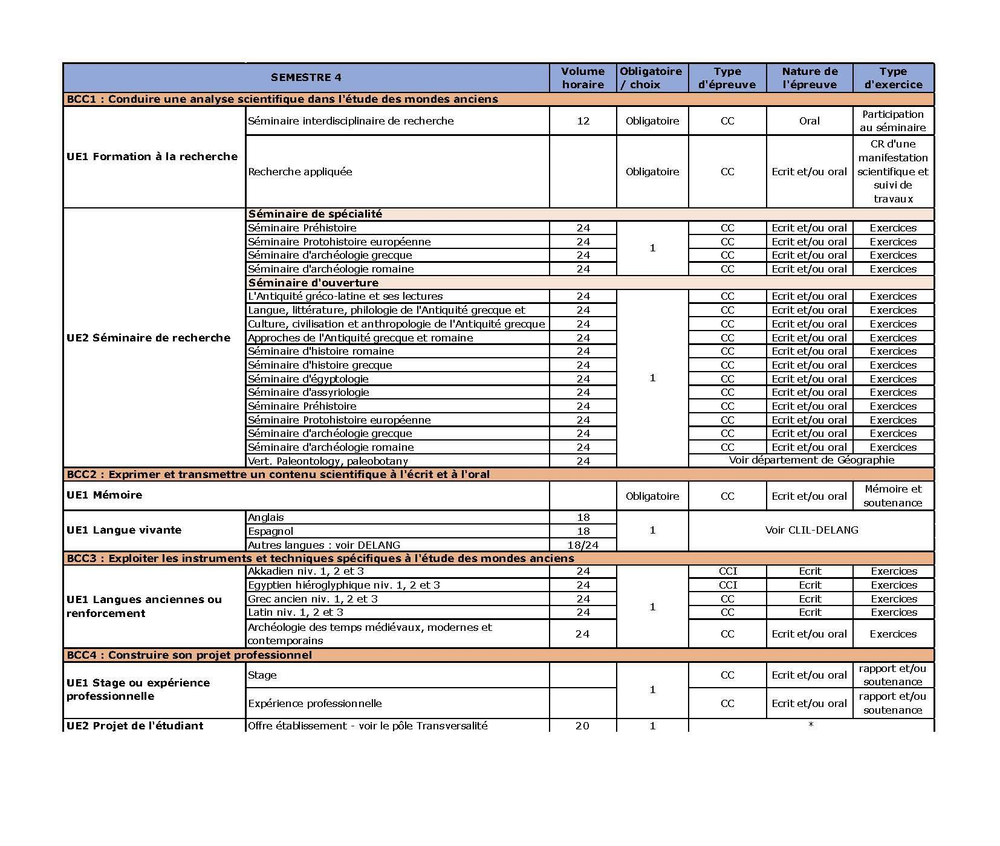 SEMESTRE 4 Volume horaire Obligatoire / choix Type d'épreuve Nature de l'épreuve Type d'exercice
BCC1 : Conduire une analyse scientifique dans l'étude des mondes anciens
UE1 Formation à la recherche
Séminaire interdisciplinaire de recherche 12 Obligatoire CC Oral Participation au séminaire
Recherche appliquée Obligatoire CC Ecrit et/ou oral CR d'une manifestation scientifique et suivi de travaux
UE2 Séminaire de recherche
Séminaire de spécialité
Séminaire Préhistoire 24 CC Ecrit et/ou oral Exercices
Séminaire Protohistoire européenne 24 CC Ecrit et/ou oral Exercices
1
Séminaire d'archéologie grecque 24 CC Ecrit et/ou oral Exercices
Séminaire d'archéologie romaine 24 CC Ecrit et/ou oral Exercices
Séminaire d'ouverture
L'Antiquité gréco-latine et ses lectures 24 CC Ecrit et/ou oral Exercices
Langue, littérature, philologie de l'Antiquité grecque et 24 CC Ecrit et/ou oral Exercices
Culture, civilisation et anthropologie de l'Antiquité grecque 24 CC Ecrit et/ou oral Exercices
Approches de l'Antiquité grecque et romaine 24 CC Ecrit et/ou oral Exercices
Séminaire d'histoire romaine 24 CC Ecrit et/ou oral Exercices
Séminaire d'histoire grecque 24 CC Ecrit et/ou oral Exercices
Séminaire d'égyptologie 24 1 CC Ecrit et/ou oral Exercices
Séminaire d'assyriologie 24 CC Ecrit et/ou oral Exercices
Séminaire Préhistoire 24 CC Ecrit et/ou oral Exercices
Séminaire Protohistoire européenne 24 CC Ecrit et/ou oral Exercices
Séminaire d'archéologie grecque 24 CC Ecrit et/ou oral Exercices
Séminaire d'archéologie romaine 24 CC Ecrit et/ou oral Exercices
Vert. Paleontology, paleobotany 24 Voir département de Géographie
BCC2 : Exprimer et transmettre un contenu scientifique à l'écrit et à l'oral
UE1 Mémoire Obligatoire CC Ecrit et/ou oral Mémoire et soutenance
UE1 Langue vivante
Anglais 18
Espagnol 18 1 Voir CLIL-DELANG
Autres langues : voir DELANG 18/24
BCC3 : Exploiter les instruments et techniques spécifiques à l'étude des mondes anciens
UE1 Langues anciennes ou renforcement
Akkadien niv. 1, 2 et 3 24 CCI Ecrit Exercices
Egyptien hiéroglyphique niv. 1, 2 et 3 24 CCI Ecrit Exercices
Grec ancien niv. 1, 2 et 3 24 CC Ecrit Exercices
1
Latin niv. 1, 2 et 3 24 CC Ecrit Exercices
Archéologie des temps médiévaux, modernes et contemporains 24 CC Ecrit et/ou oral Exercices
BCC4 : Construire son projet professionnel
UE1 Stage ou expérience professionnelle
Stage CC Ecrit et/ou oral rapport et/ou soutenance
1
Expérience professionnelle CC Ecrit et/ou oral rapport et/ou soutenance
UE2 Projet de l'étudiant Offre établissement - voir le pôle Transversalité 20 1 *